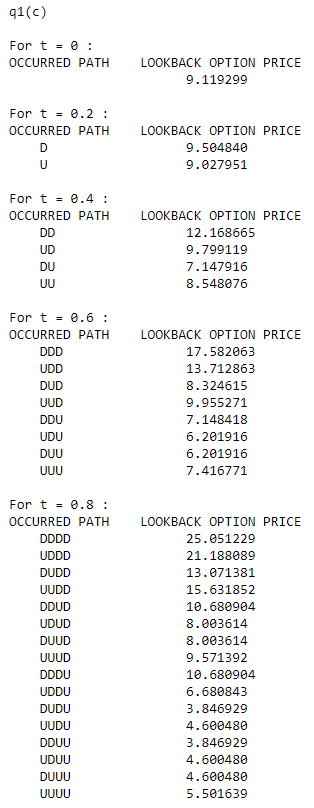 q1(c)
For t = 0 :
OCCURRED PATH LOOKBACK OPTION PRICE
9.119299
For t = 0.2 :
OCCURRED PATH LOOKBACK OPTION PRICE
D 9.504840
U 9.027951
For t = 0.4 :
OCCURRED PATH LOOKBACK OPTION PRICE
DD 12.168665
UD 9.799119
DU 7.147916
UU 8.548076
For t = 0.6 :
OCCURRED PATH LOOKBACK OPTION PRICE
DDD 17.582063
UDD 13.712863
DUD 8.324615
UUD 9.955271
DDU 7.148418
UDU 6.201916
DUU 6.201916
UUU 7.416771
For t = 0.8 :
OCCURRED PATH LOOKBACK OPTION PRICE
DDDD 25.051229
UDDD 21.188089
DUDD 13.071381
UUDD 15.631852
DDUD 10.680904
UDUD 8.003614
DUUD 8.003614
UUUD 9.571392
DDDU 10.680904
UDDU 6.680843
DUDU 3.846929
UUDU 4.600480
DDUU 3.846929
UDUU 4.600480
DUUU 4.600480
UUUU 5.501639